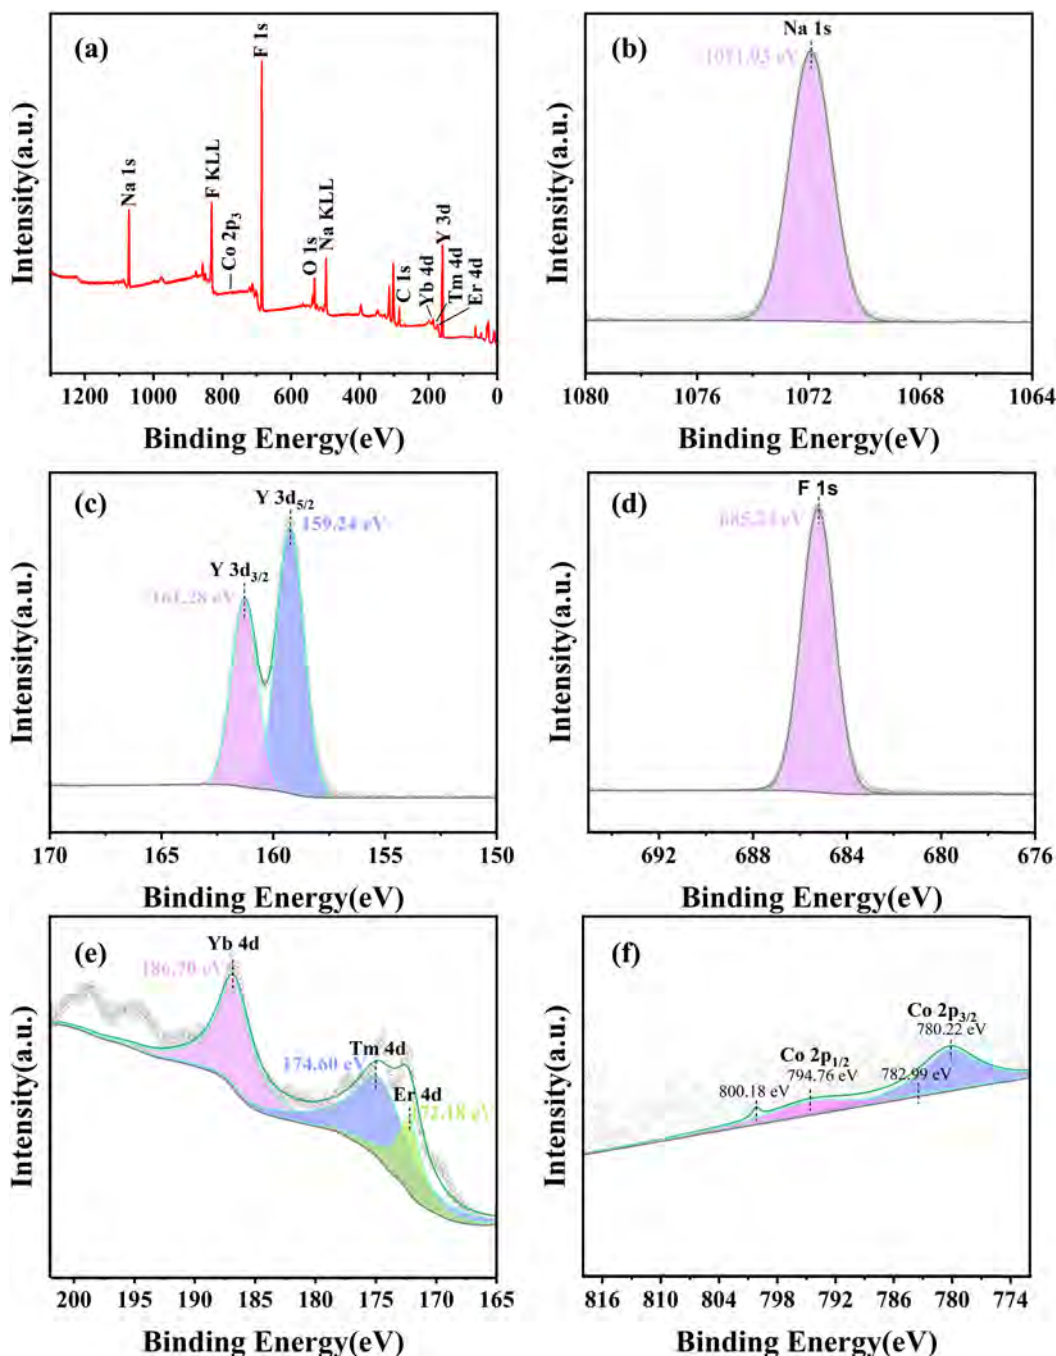 (a)
Na 1s
F KLL
Co 2p3
F 1s
O 1s
Na KLL
C 1s
Yb 4d
Tm 4d
Er 4d
Y 3d
Intensity(a.u.)
1200 1000 800 600 400 200 0
Binding Energy(eV)
(b)
Na 1s
1071.93 eV
Intensity(a.u.)
1080 1076 1072 1068 1064
Binding Energy(eV)
(c)
Y 3d5/2
159.24 eV
Y 3d3/2
161.28 eV
Intensity(a.u.)
170 165 160 155 150
Binding Energy(eV)
(d)
F 1s
eV
Intensity(a.u.)
692 688 684 680 676
Binding Energy(eV)
(e)
Yb 4d
186.70 eV
Tm 4d
174.60 eV
Er 4d
172.18 eV
Intensity(a.u.)
200 195 190 185 180 175 170 165
Binding Energy(eV)
(f)
Co 2p3/2
780.22 eV
Co 2p1/2
794.76 eV
782.99 eV
800.18 eV
Intensity(a.u.)
816 810 804 798 792 786 780 774
Binding Energy(eV)